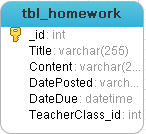 tbl_homework
_id: int
Title: varchar(255)
Content: varchar(2...
DatePosted: varch...
DateDue: datetime
TeacherClass_id: int